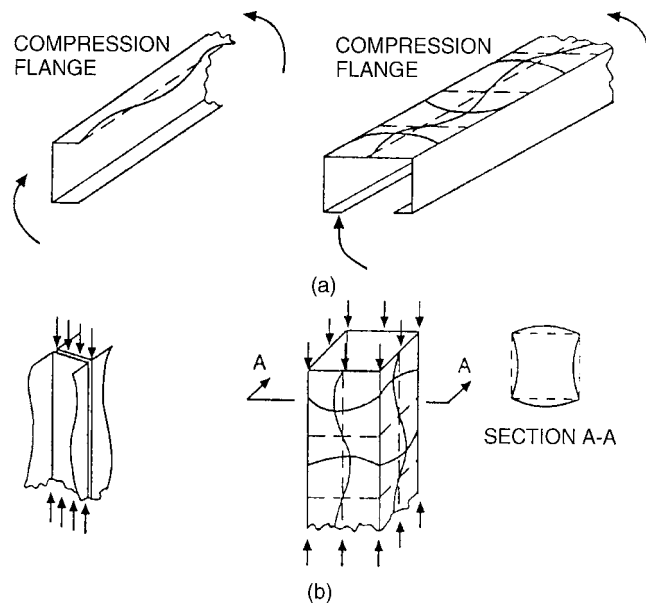 COMPRESSION
FLANGE
COMPRESSION
FLANGE
(a)
A
A
SECTION A-A
(b)